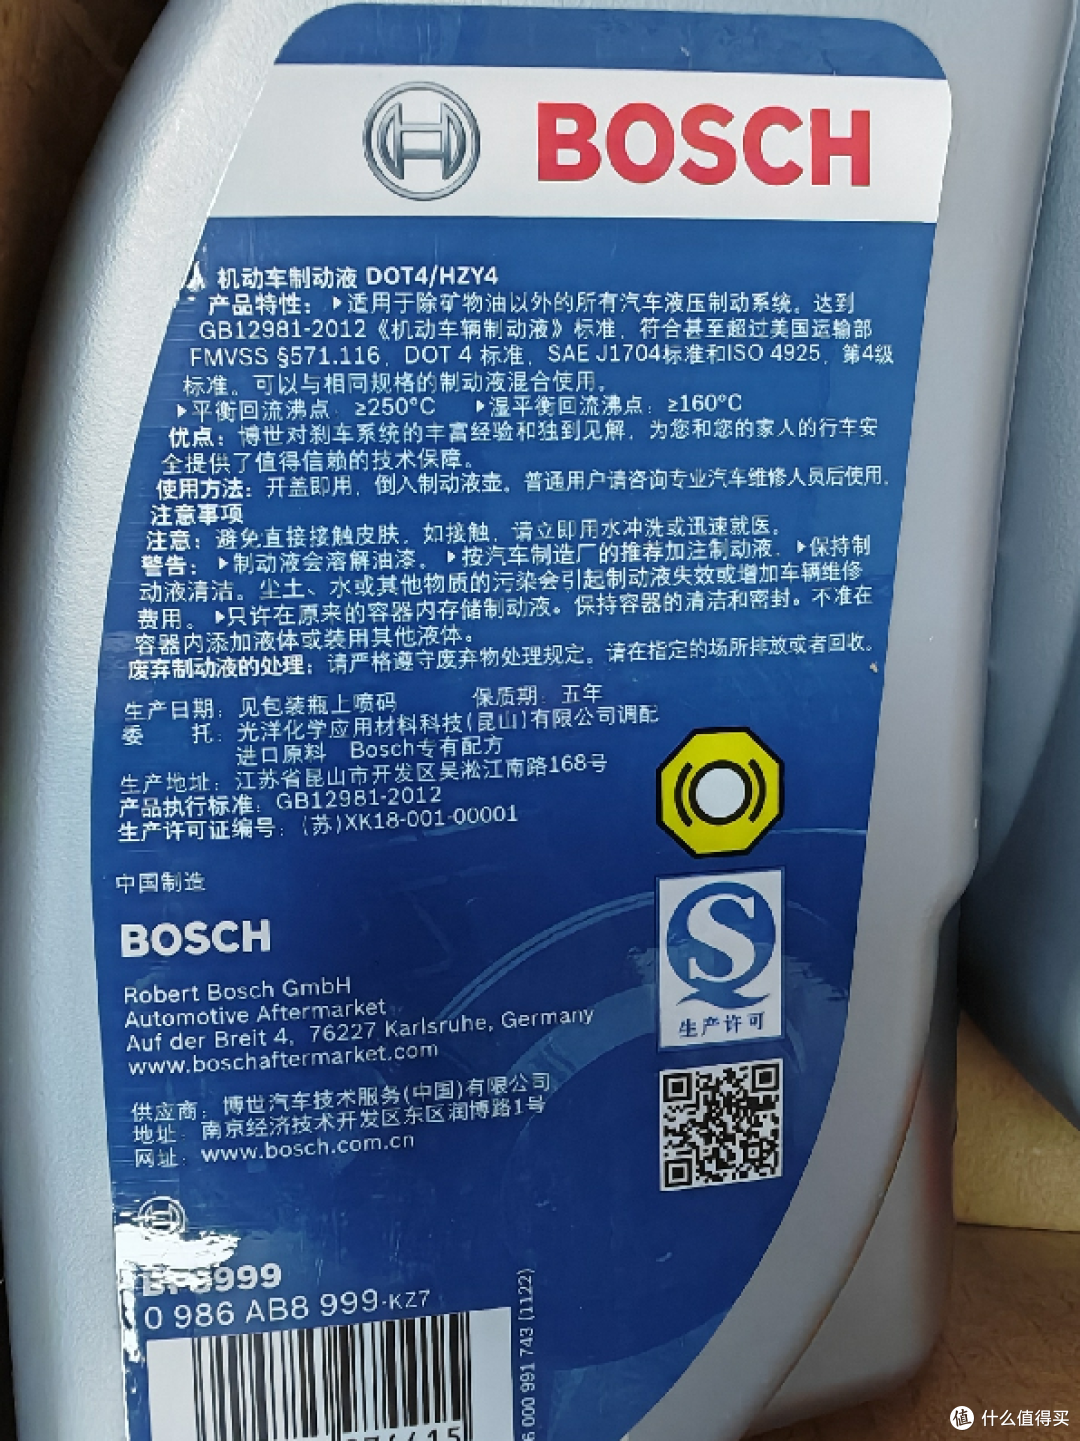 BOSCH
机动车制动液 DOT4/HZY4
产品特性：▶适用于除矿物油以外的所有汽车液压制动系统。达到
GB12981-2012《机动车辆制动液》标准，符合甚至超过美国运输部
FMVSS §571.116，DOT 4 标准，SAE J1704标准和ISO 4925，第4级
标准。可以与相同规格的制动液混合使用。
▶平衡回流沸点：≥250°C ▶湿平衡回流沸点：≥160°C
优点：博世对刹车系统的丰富经验和独到见解，为您和您的家人的行车安
全提供了值得信赖的技术保障。
使用方法：开盖即用，倒入制动液壶。普通用户请咨询专业汽车维修人员后使用。
注意事项
注意：避免直接接触皮肤，如接触，请立即用水冲洗或迅速就医。
警告：▶制动液会溶解油漆。▶按汽车制造厂的推荐加注制动液。▶保持制
动液清洁。尘土、水或其他物质的污染会引起制动液失效或增加车辆维修
费用。▶只许在原来的容器内存储制动液。保持容器的清洁和密封。不准在
容器内添加液体或装用其他液体。
废弃制动液的处理：请严格遵守废弃物处理规定。请在指定的场所排放或者回收。
生产日期：见包装瓶上喷码 保质期：五年
委 托：光洋化学应用材料科技(昆山)有限公司调配
进口原料 Bosch专有配方
生产地址：江苏省昆山市开发区吴淞江南路168号
产品执行标准：GB12981-2012
生产许可证编号：(苏)XK18-001-00001
中国制造
生产许可
BOSCH
Robert Bosch GmbH
Automotive Aftermarket
Auf der Breit 4, 76227 Karlsruhe, Germany
www.boschaftermarket.com
供应商：博世汽车技术服务(中国)有限公司
地址：南京经济技术开发区东区润博路1号
网址：www.bosch.com.cn
0 986 AB8 999-KZ7
6 000 991 743 (1122)
值 什么值得买